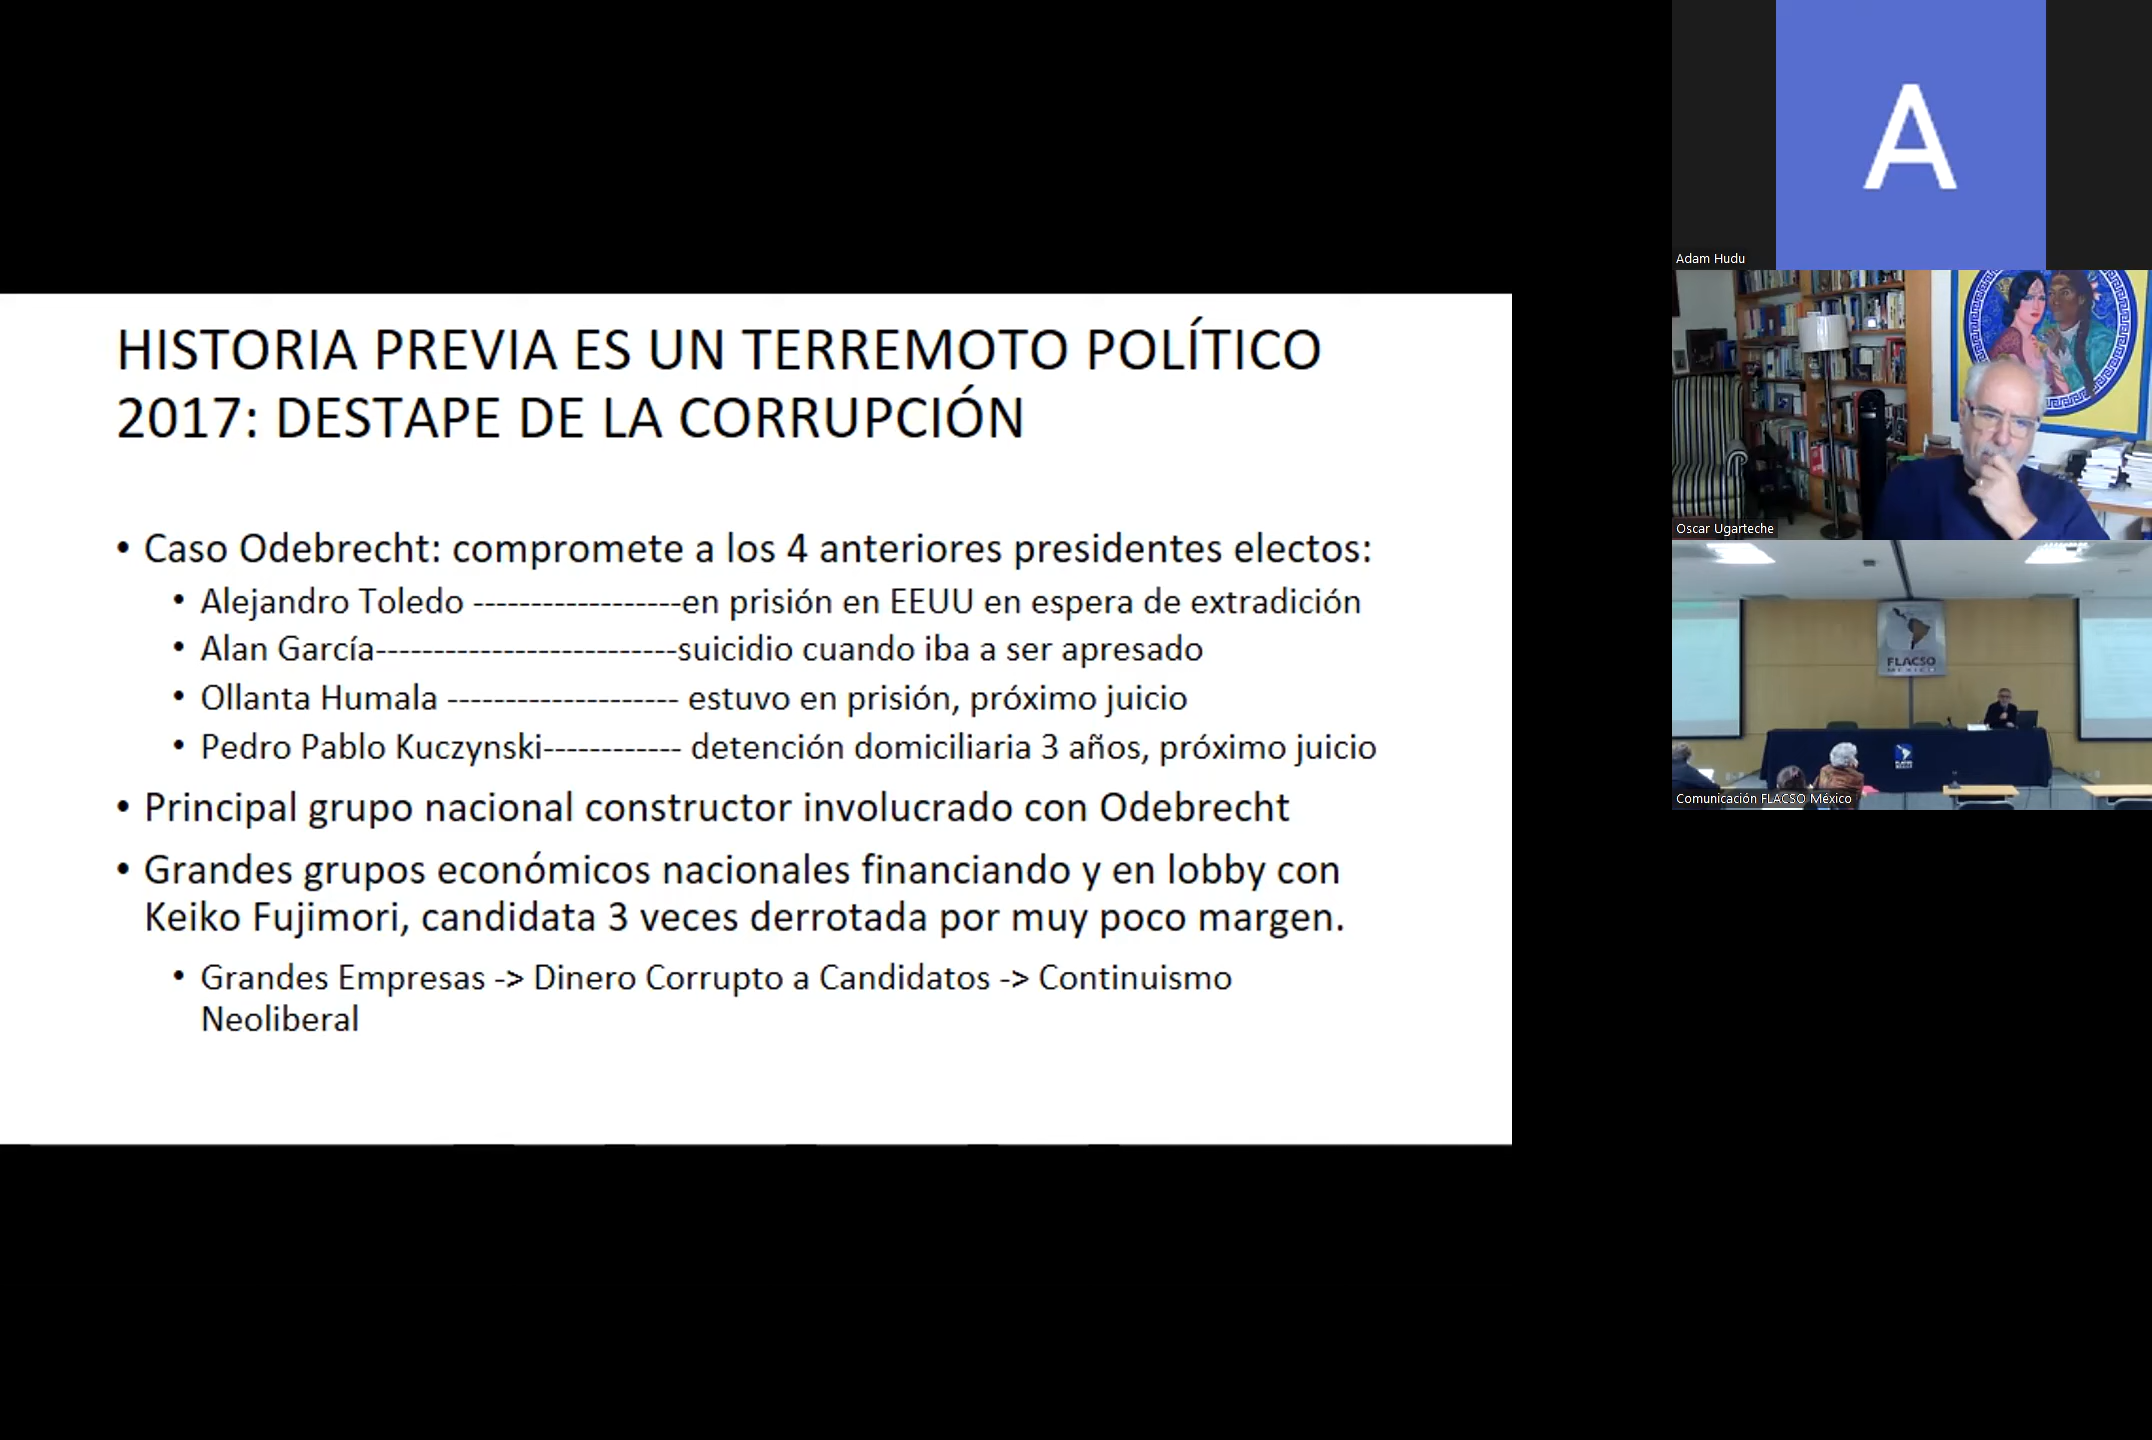 HISTORIA PREVIA ES UN TERREMOTO POLÍTICO
2017: DESTAPE DE LA CORRUPCIÓN
• Caso Odebrecht: compromete a los 4 anteriores presidentes electos:
• Alejandro Toledo ------------------en prisión en EEUU en espera de extradición
• Alan García--------------------------suicidio cuando iba a ser apresado
• Ollanta Humala -------------------- estuvo en prisión, próximo juicio
• Pedro Pablo Kuczynski------------ detención domiciliaria 3 años, próximo juicio
• Principal grupo nacional constructor involucrado con Odebrecht
• Grandes grupos económicos nacionales financiando y en lobby con
Keiko Fujimori, candidata 3 veces derrotada por muy poco margen.
• Grandes Empresas -> Dinero Corrupto a Candidatos -> Continuismo
Neoliberal
A
Adam Hudu
Oscar Ugarteche
FLACSO
MÉXICO
Comunicación FLACSO México